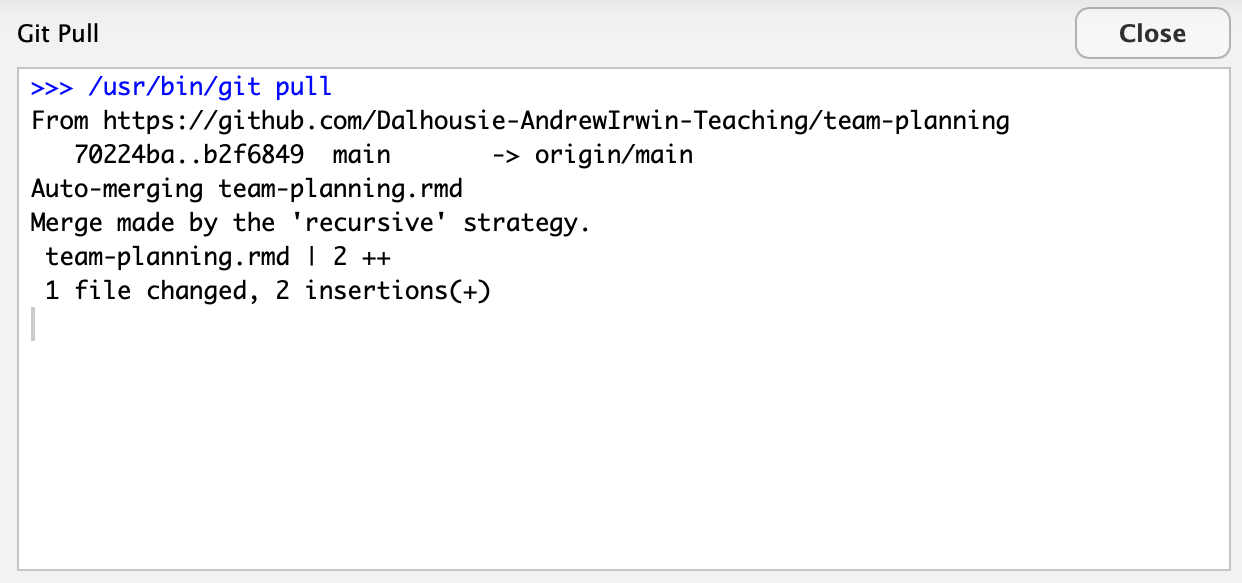 Git Pull
Close
>>> /usr/bin/git pull
From https://github.com/Dalhousie-AndrewIrwin-Teaching/team-planning
   70224ba..b2f6849  main       -> origin/main
Auto-merging team-planning.rmd
Merge made by the 'recursive' strategy.
 team-planning.rmd | 2 ++
 1 file changed, 2 insertions(+)